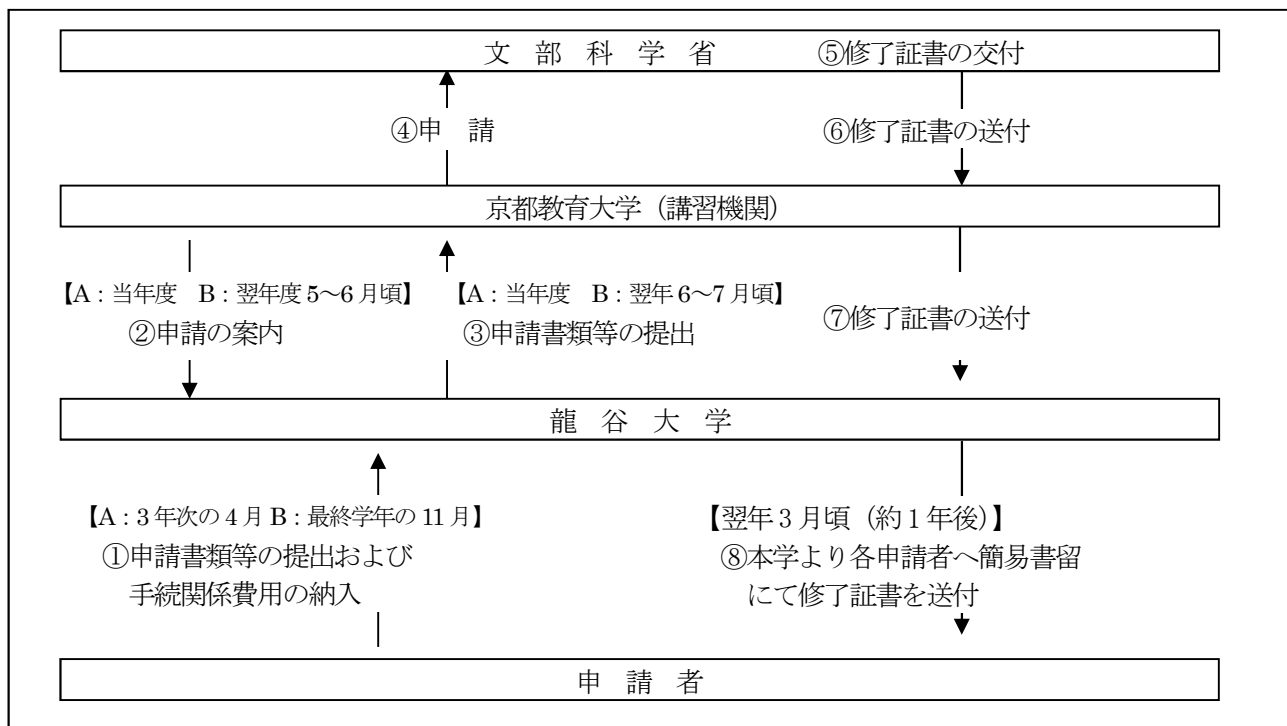 文 部 科 学 省 ⑤修了証書の交付
④申 請 ⑥修了証書の送付
京都教育大学（講習機関）
【A：当年度 B：翌年度 5～6 月頃】 【A：当年度 B：翌年 6～7 月頃】
②申請の案内 ③申請書類等の提出 ⑦修了証書の送付
龍 谷 大 学
【A：3 年次の 4 月 B：最終学年の 11 月】 【翌年 3 月頃（約 1 年後）】
①申請書類等の提出および ⑧本学より各申請者へ簡易書留
手続関係費用の納入 にて修了証書を送付
申 請 者